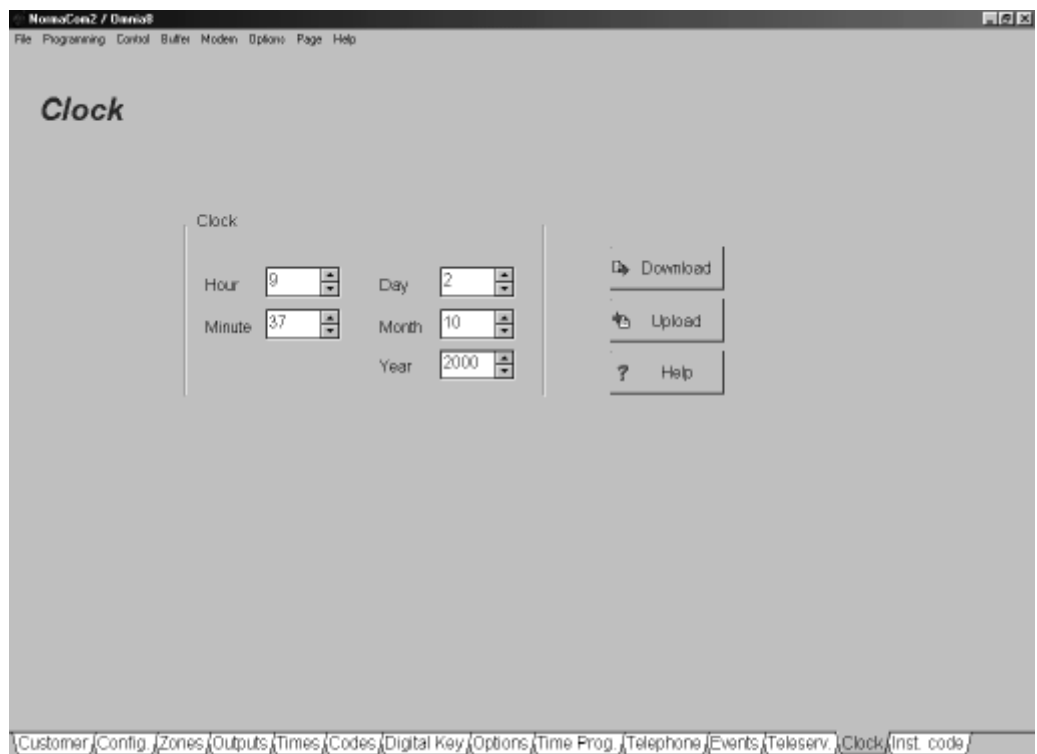 NormaCom2 / Omnia8
File Programming Control Buffer Modem Options Page Help
Clock
Clock
Hour 9 Day 2
Minute 37 Month 10
Year 2000
Download
Upload
? Help
Customer Config. Zones Outputs Times Codes Digital Key Options Time Prog. Telephone Events Teleserv. Clock Inst. code